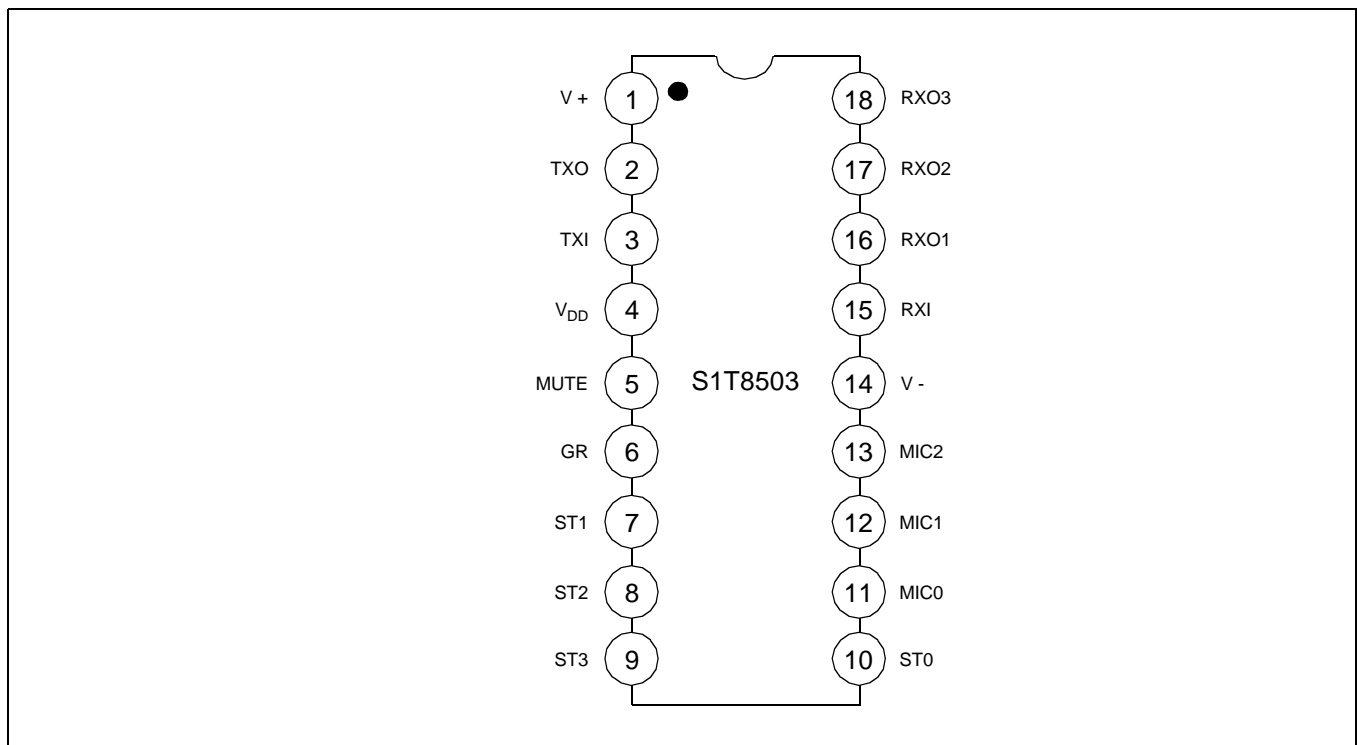 V + 1 18 RXO3
TXO 2 17 RXO2
TXI 3 16 RXO1
VDD 4 15 RXI
MUTE 5 S1T8503 14 V -
GR 6 13 MIC2
ST1 7 12 MIC1
ST2 8 11 MIC0
ST3 9 10 ST0